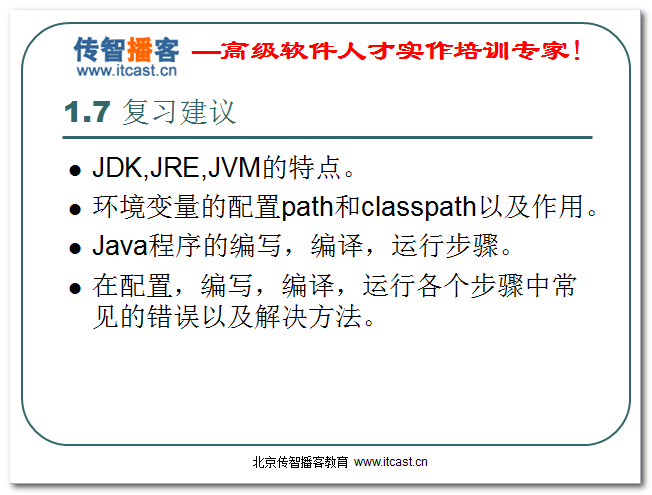 传智播客 —高级软件人才实作培训专家!
www.itcast.cn
1.7 复习建议
● JDK,JRE,JVM的特点。
● 环境变量的配置path和classpath以及作用。
● Java程序的编写，编译，运行步骤。
● 在配置，编写，编译，运行各个步骤中常
见的错误以及解决方法。
北京传智播客教育 www.itcast.cn